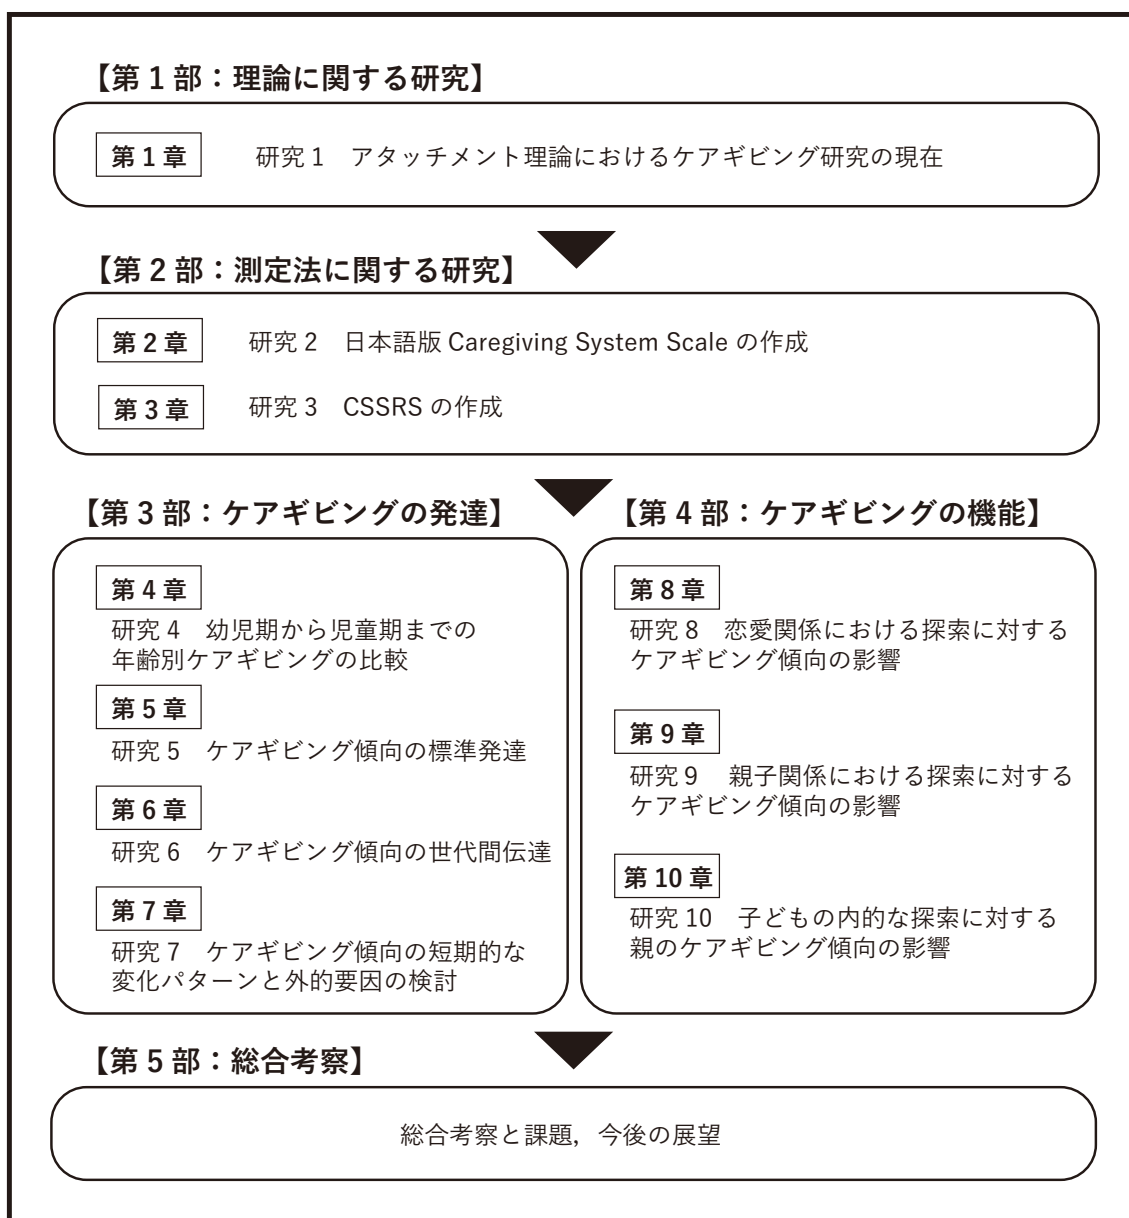 【第 1 部：理論に関する研究】
第 1 章
研究 1　アタッチメント理論におけるケアギビング研究の現在
【第 2 部：測定法に関する研究】
第 2 章
研究 2　日本語版 Caregiving System Scale の作成
第 3 章
研究 3　CSSRS の作成
【第 3 部：ケアギビングの発達】
第 4 章
研究 4　幼児期から児童期までの
年齢別ケアギビングの比較
第 5 章
研究 5　ケアギビング傾向の標準発達
第 6 章
研究 6　ケアギビング傾向の世代間伝達
第 7 章
研究 7　ケアギビング傾向の短期的な
変化パターンと外的要因の検討
【第 4 部：ケアギビングの機能】
第 8 章
研究 8　恋愛関係における探索に対する
ケアギビング傾向の影響
第 9 章
研究 9　親子関係における探索に対する
ケアギビング傾向の影響
第 10 章
研究 10　子どもの内的な探索に対する
親のケアギビング傾向の影響
【第 5 部：総合考察】
総合考察と課題，今後の展望